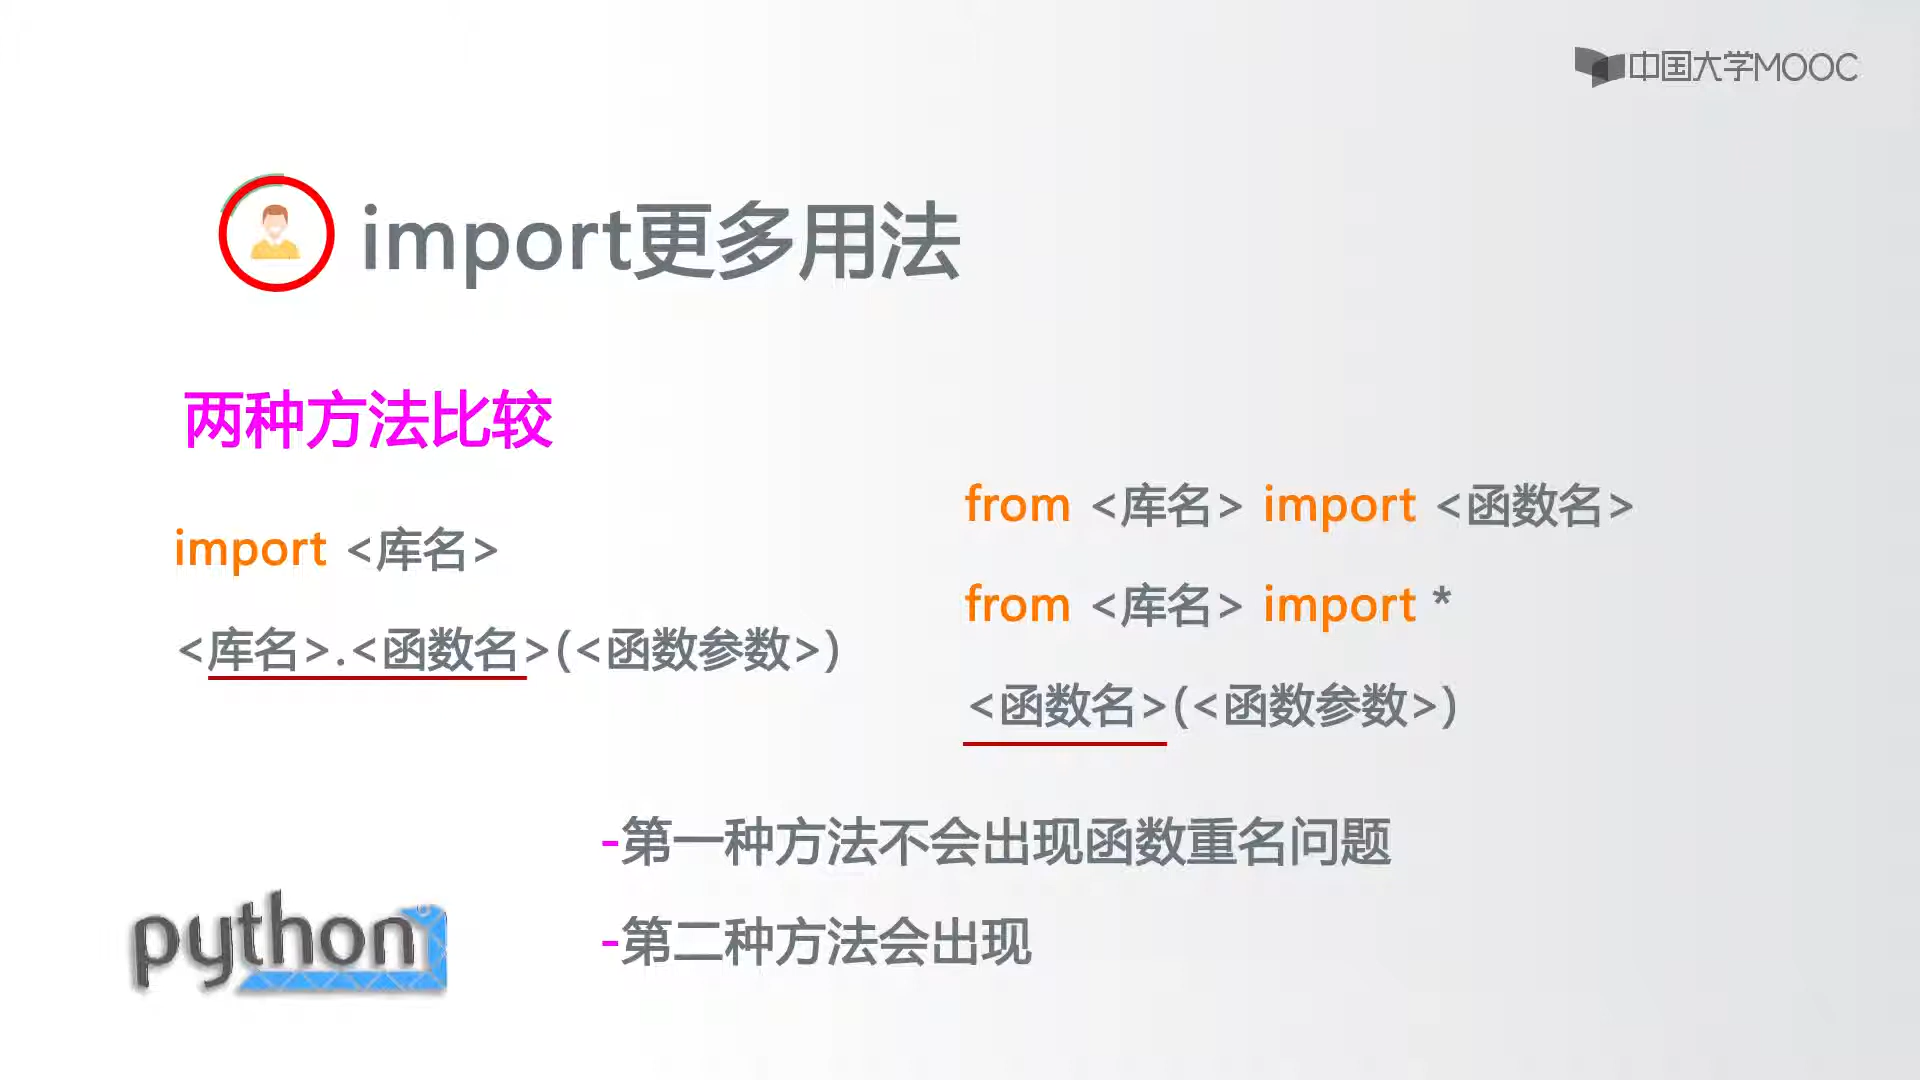 中国大学MOOC
import更多用法
两种方法比较
import <库名>
<库名>.<函数名>(<函数参数>)
from <库名> import <函数名>
from <库名> import *
<函数名>(<函数参数>)
-第一种方法不会出现函数重名问题
-第二种方法会出现
python